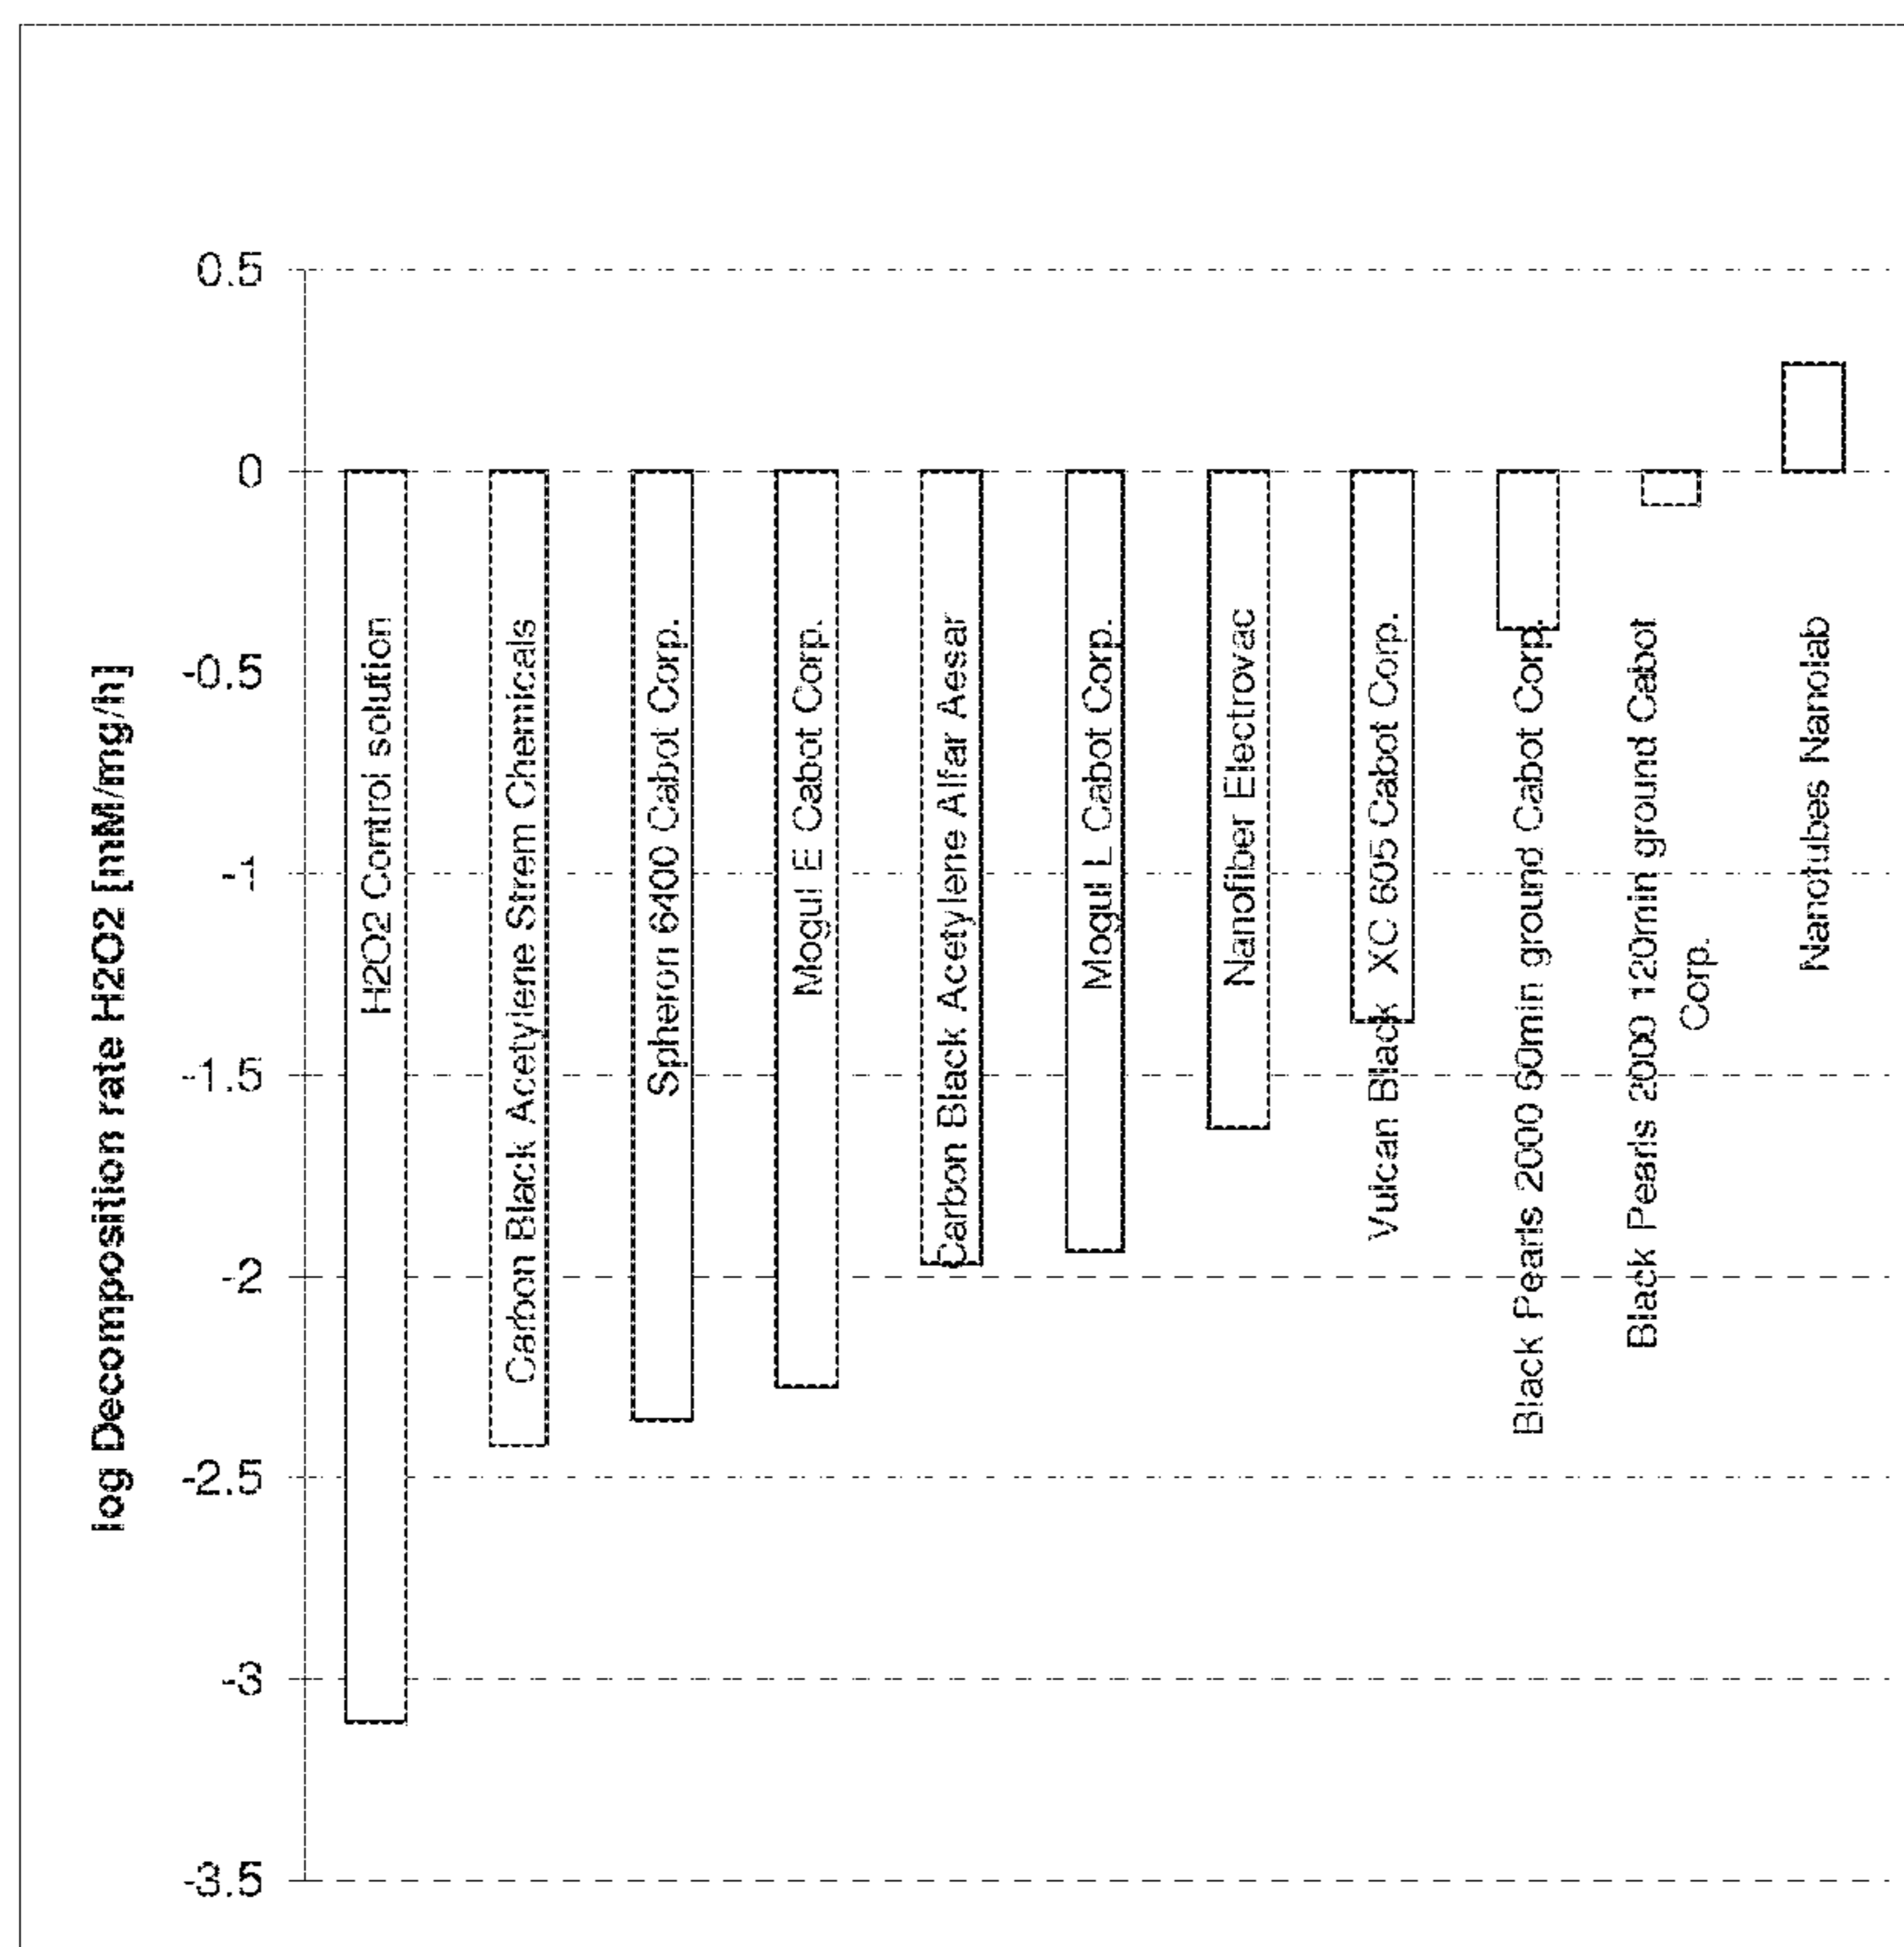 log Decomposition rate H2O2 [mM/mg/h]
0.5
0
-0.5
-1
-1.5
-2
-2.5
-3
-3.5
H2O2 Control solution
Carbon Black Acetylene Strem Chemicals
Spheron 6400 Cabot Corp.
Mogul E Cabot Corp.
Carbon Black Acetylene Alfar Aesar
Mogul L Cabot Corp.
Nanofiber Electrovac
Vulcan Black XC 605 Cabot Corp.
Black Pearls 2000 60min ground Cabot Corp.
Black Pearls 2000 120min ground Cabot
Corp.
Nanotubes Nanolab